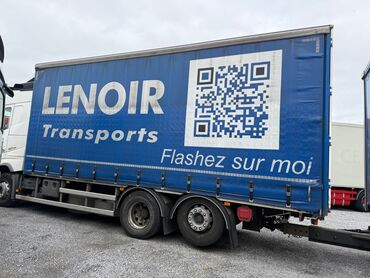 LENOIR
Transports
Flashez sur moi